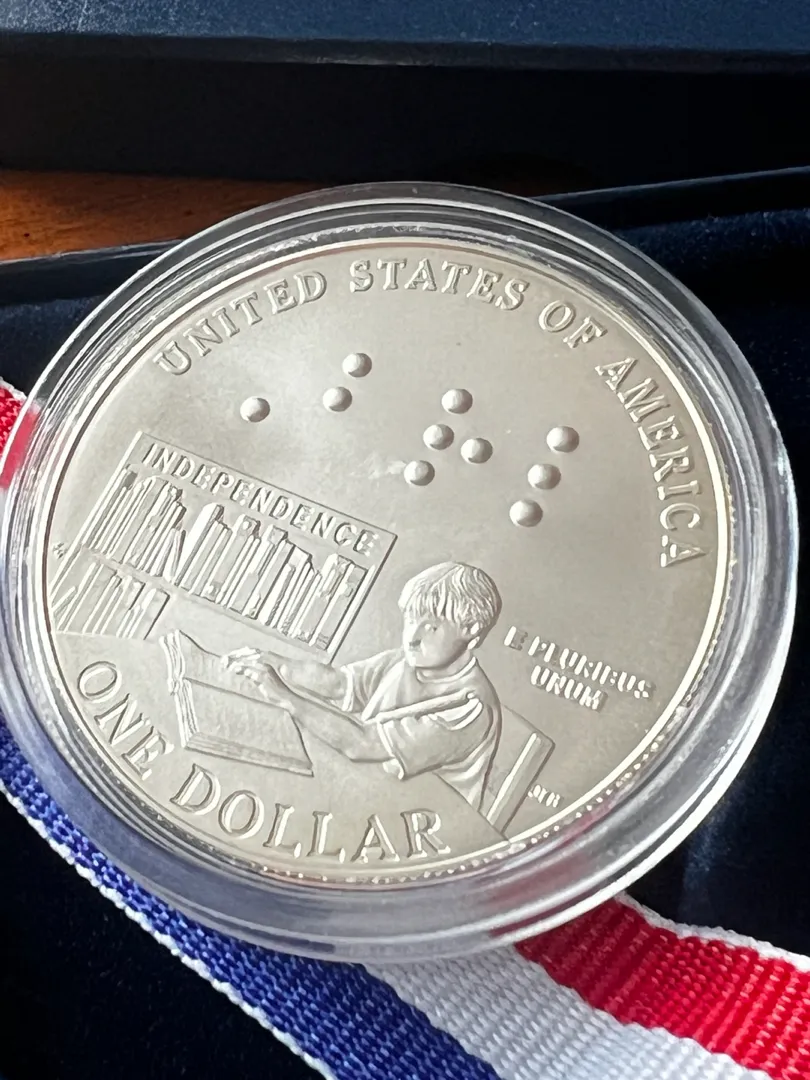 UNITED STATES OF AMERICA
⠠⠃⠗⠇
INDEPENDENCE
E PLURIBUS
UNUM
ONE DOLLAR